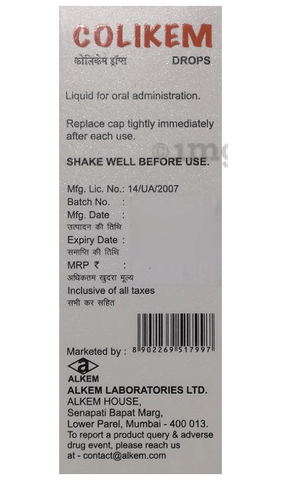 COLIKEM
कोलिकेम ड्रॉप्स DROPS
Liquid for oral administration.
Replace cap tightly immediately
after each use.
SHAKE WELL BEFORE USE.
Mfg. Lic. No.: 14/UA/2007
Batch No. :
Mfg. Date :
उत्पादन की तिथि
Expiry Date :
समाप्ति की तिथि
MRP ₹ :
अधिकतम खुदरा मूल्य
Inclusive of all taxes
सभी कर सहित
8 902269 517997
Marketed by :
ALKEM
ALKEM LABORATORIES LTD.
ALKEM HOUSE,
Senapati Bapat Marg,
Lower Parel, Mumbai - 400 013.
To report a product query & adverse
drug event, please reach us
at - contact@alkem.com